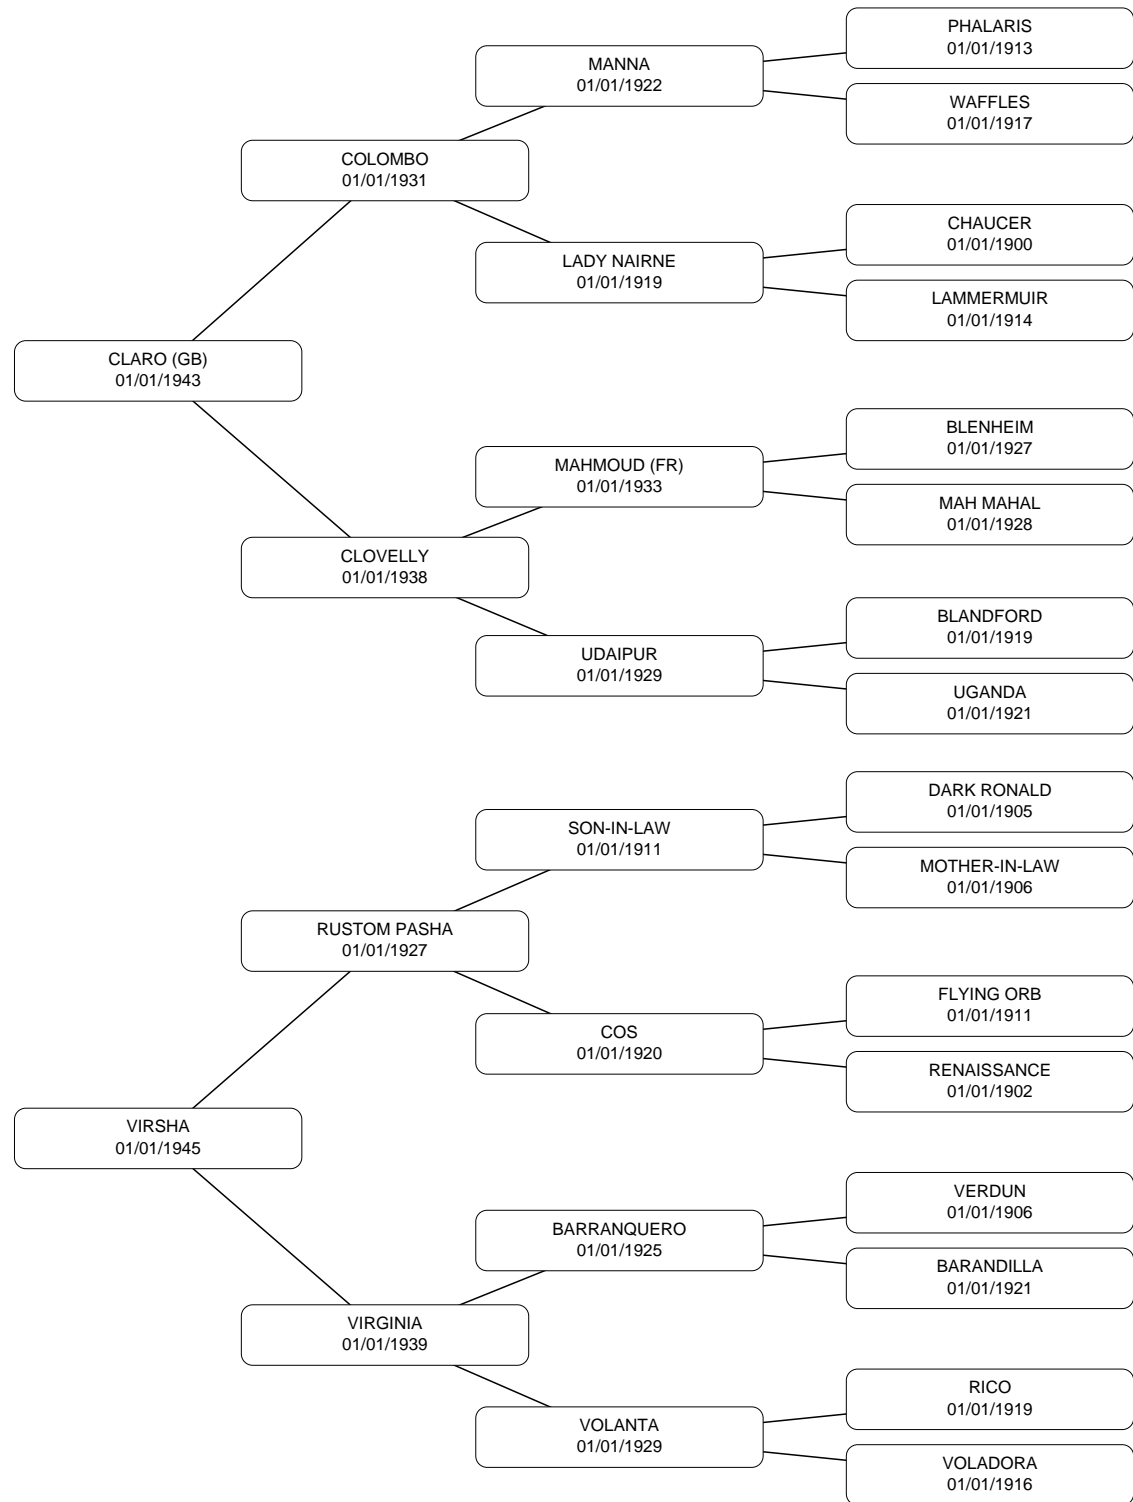 PHALARIS
01/01/1913
MANNA
01/01/1922
WAFFLES
01/01/1917
COLOMBO
01/01/1931
CHAUCER
01/01/1900
LADY NAIRNE
01/01/1919
LAMMERMUIR
01/01/1914
CLARO (GB)
01/01/1943
BLENHEIM
01/01/1927
MAHMOUD (FR)
01/01/1933
MAH MAHAL
01/01/1928
CLOVELLY
01/01/1938
BLANDFORD
01/01/1919
UDAIPUR
01/01/1929
UGANDA
01/01/1921
DARK RONALD
01/01/1905
SON-IN-LAW
01/01/1911
MOTHER-IN-LAW
01/01/1906
RUSTOM PASHA
01/01/1927
FLYING ORB
01/01/1911
COS
01/01/1920
RENAISSANCE
01/01/1902
VIRSHA
01/01/1945
VERDUN
01/01/1906
BARRANQUERO
01/01/1925
BARANDILLA
01/01/1921
VIRGINIA
01/01/1939
RICO
01/01/1919
VOLANTA
01/01/1929
VOLADORA
01/01/1916